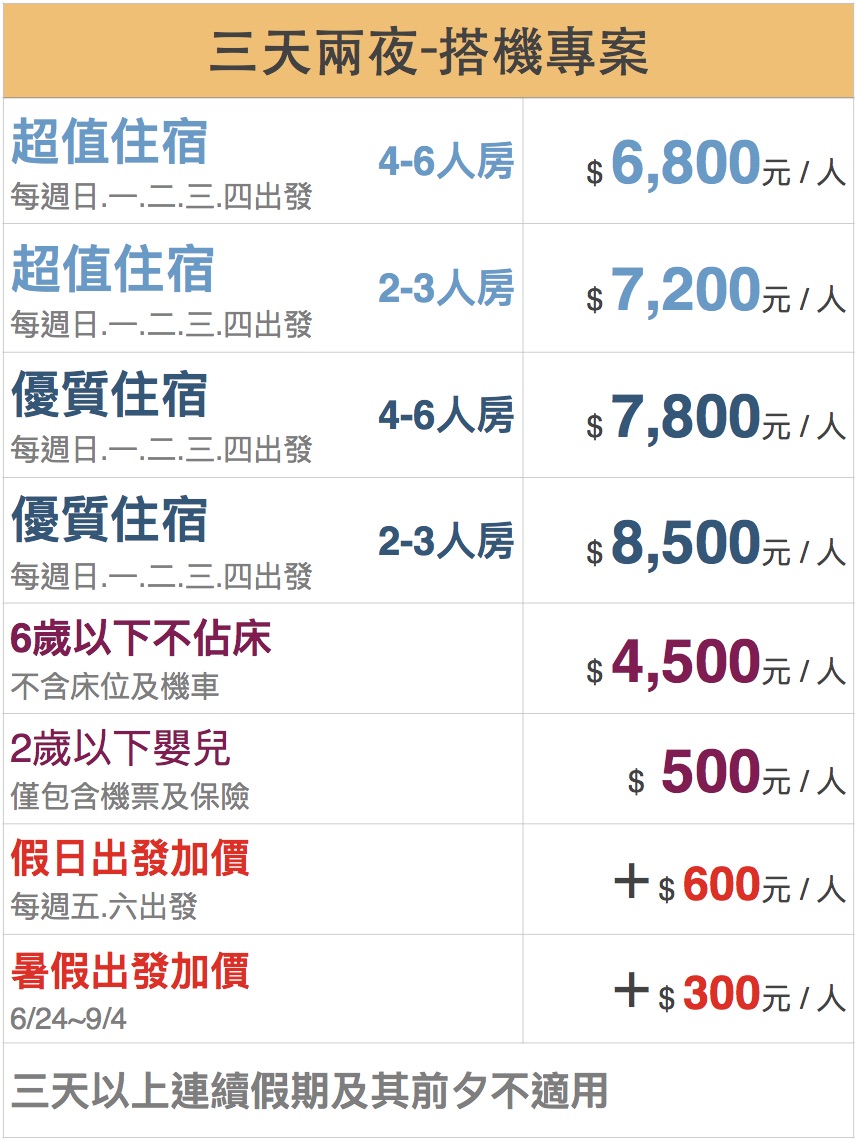 三天兩夜-搭機專案
超值住宿 4-6人房 $6,800元 / 人
每週日.一.二.三.四出發
超值住宿 2-3人房 $7,200元 / 人
每週日.一.二.三.四出發
優質住宿 4-6人房 $7,800元 / 人
每週日.一.二.三.四出發
優質住宿 2-3人房 $8,500元 / 人
每週日.一.二.三.四出發
6歲以下不佔床 $4,500元 / 人
不含床位及機車
2歲以下嬰兒 $ 500元 / 人
僅包含機票及保險
假日出發加價 +$600元 / 人
每週五.六出發
暑假出發加價 +$300元 / 人
6/24~9/4
三天以上連續假期及其前夕不適用